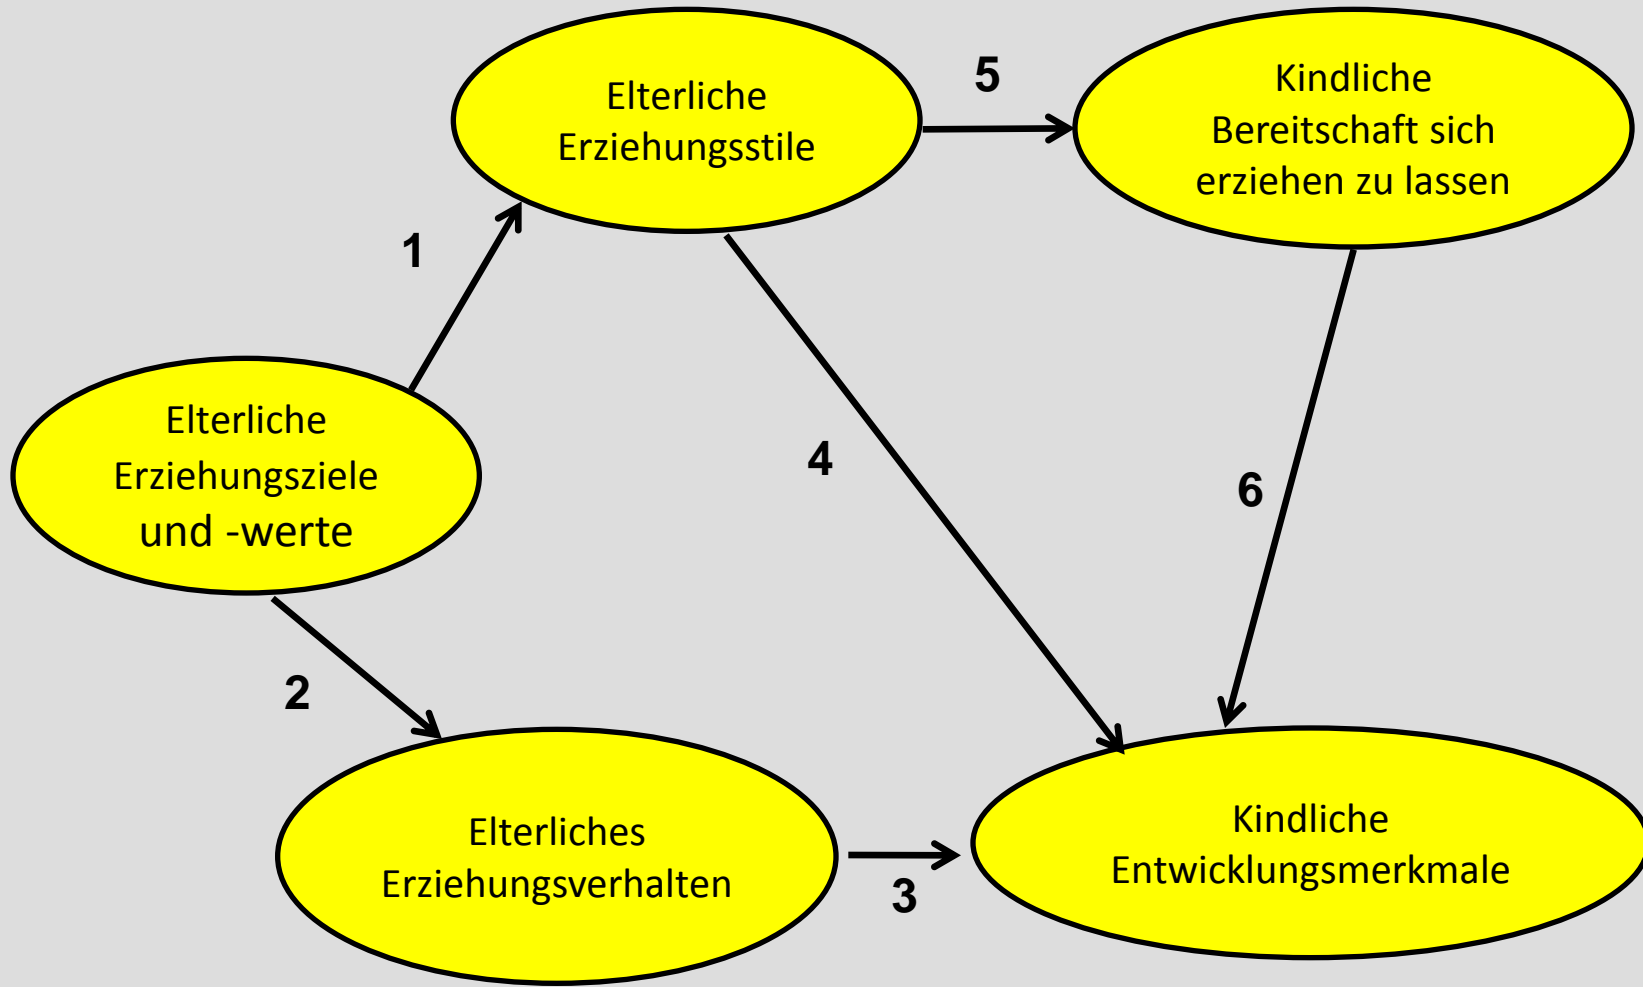 Elterliche
Erziehungsstile
5
Kindliche
Bereitschaft sich
erziehen zu lassen
1
Elterliche
Erziehungsziele
und -werte
4
6
2
Elterliches
Erziehungsverhalten
3
Kindliche
Entwicklungsmerkmale